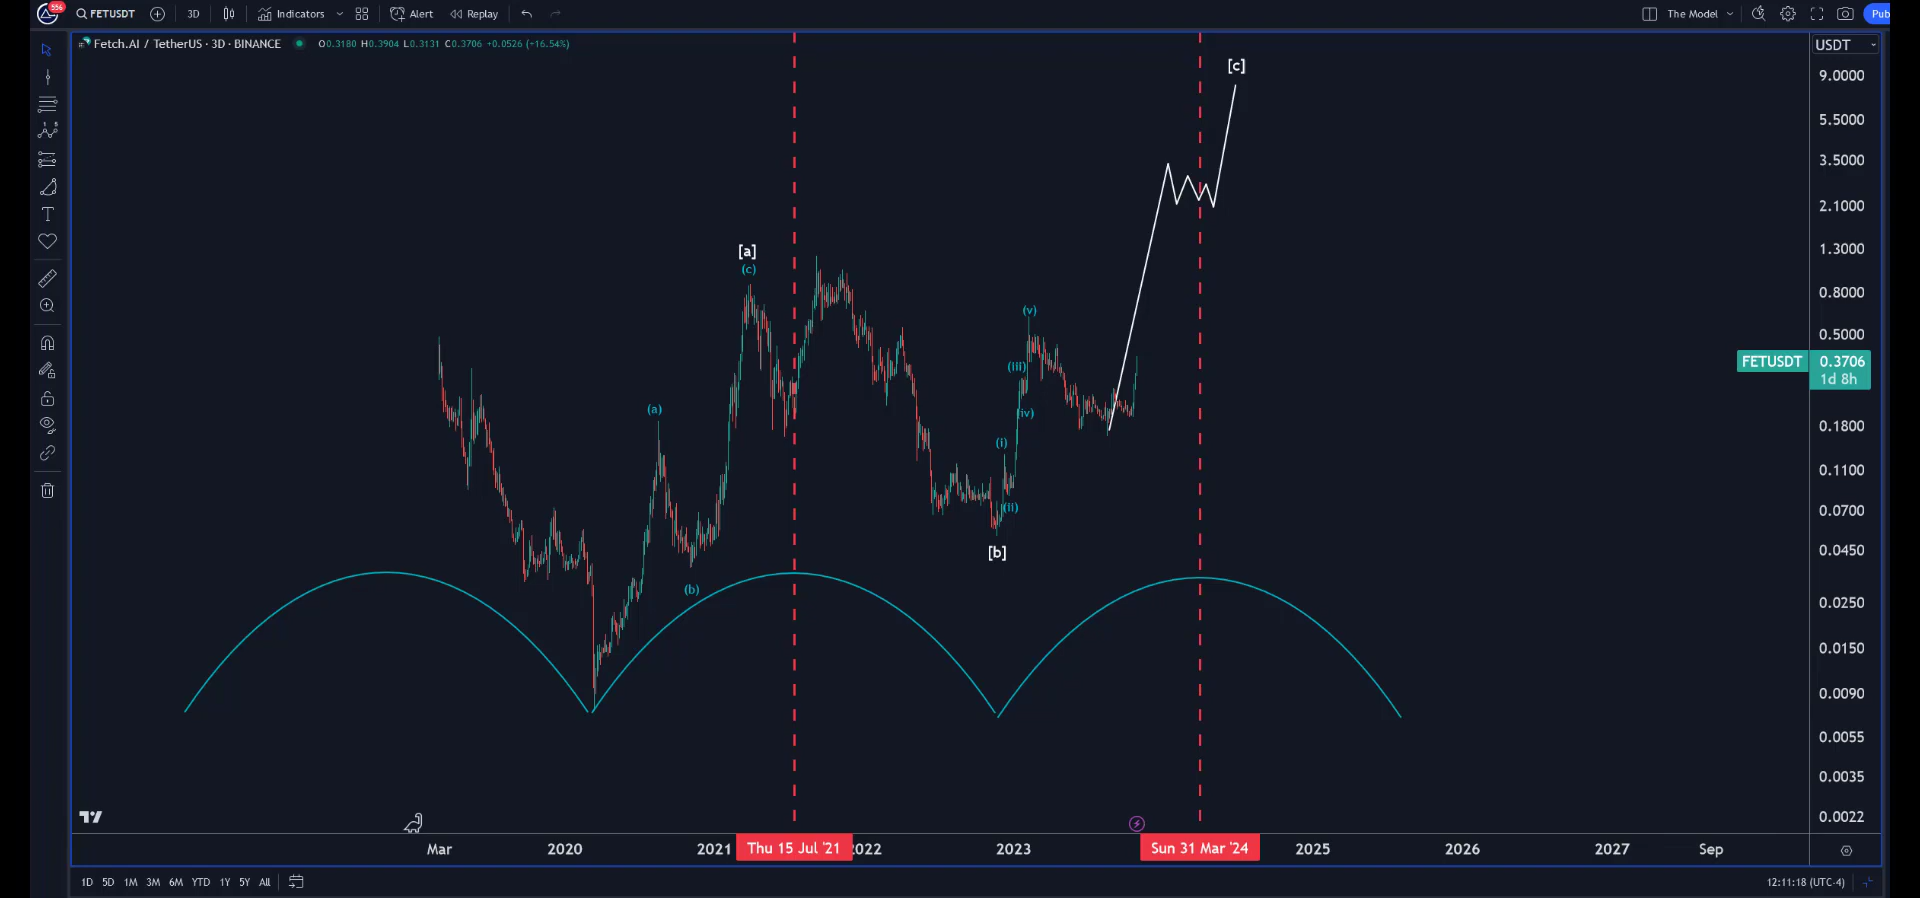 556
FETUSDT
3D
Indicators
Alert
Replay
The Model
Pub
Fetch.AI / TetherUS · 3D · BINANCE O0.3180 H0.3904 L0.3131 C0.3706 +0.0526 (+16.54%)
USDT
[c]
9.0000
5.5000
3.5000
2.1000
1.3000
0.8000
0.5000
FETUSDT 0.3706
1d 8h
0.1800
0.1100
0.0700
0.0450
0.0250
0.0150
0.0090
0.0055
0.0035
0.0022
[a]
(c)
(v)
(iii)
(a)
(iv)
(i)
(ii)
[b]
(b)
Mar 2020 2021 Thu 15 Jul '21 2022 2023 Sun 31 Mar '24 2025 2026 2027 Sep
1D 5D 1M 3M 6M YTD 1Y 5Y All
12:11:18 (UTC-4)